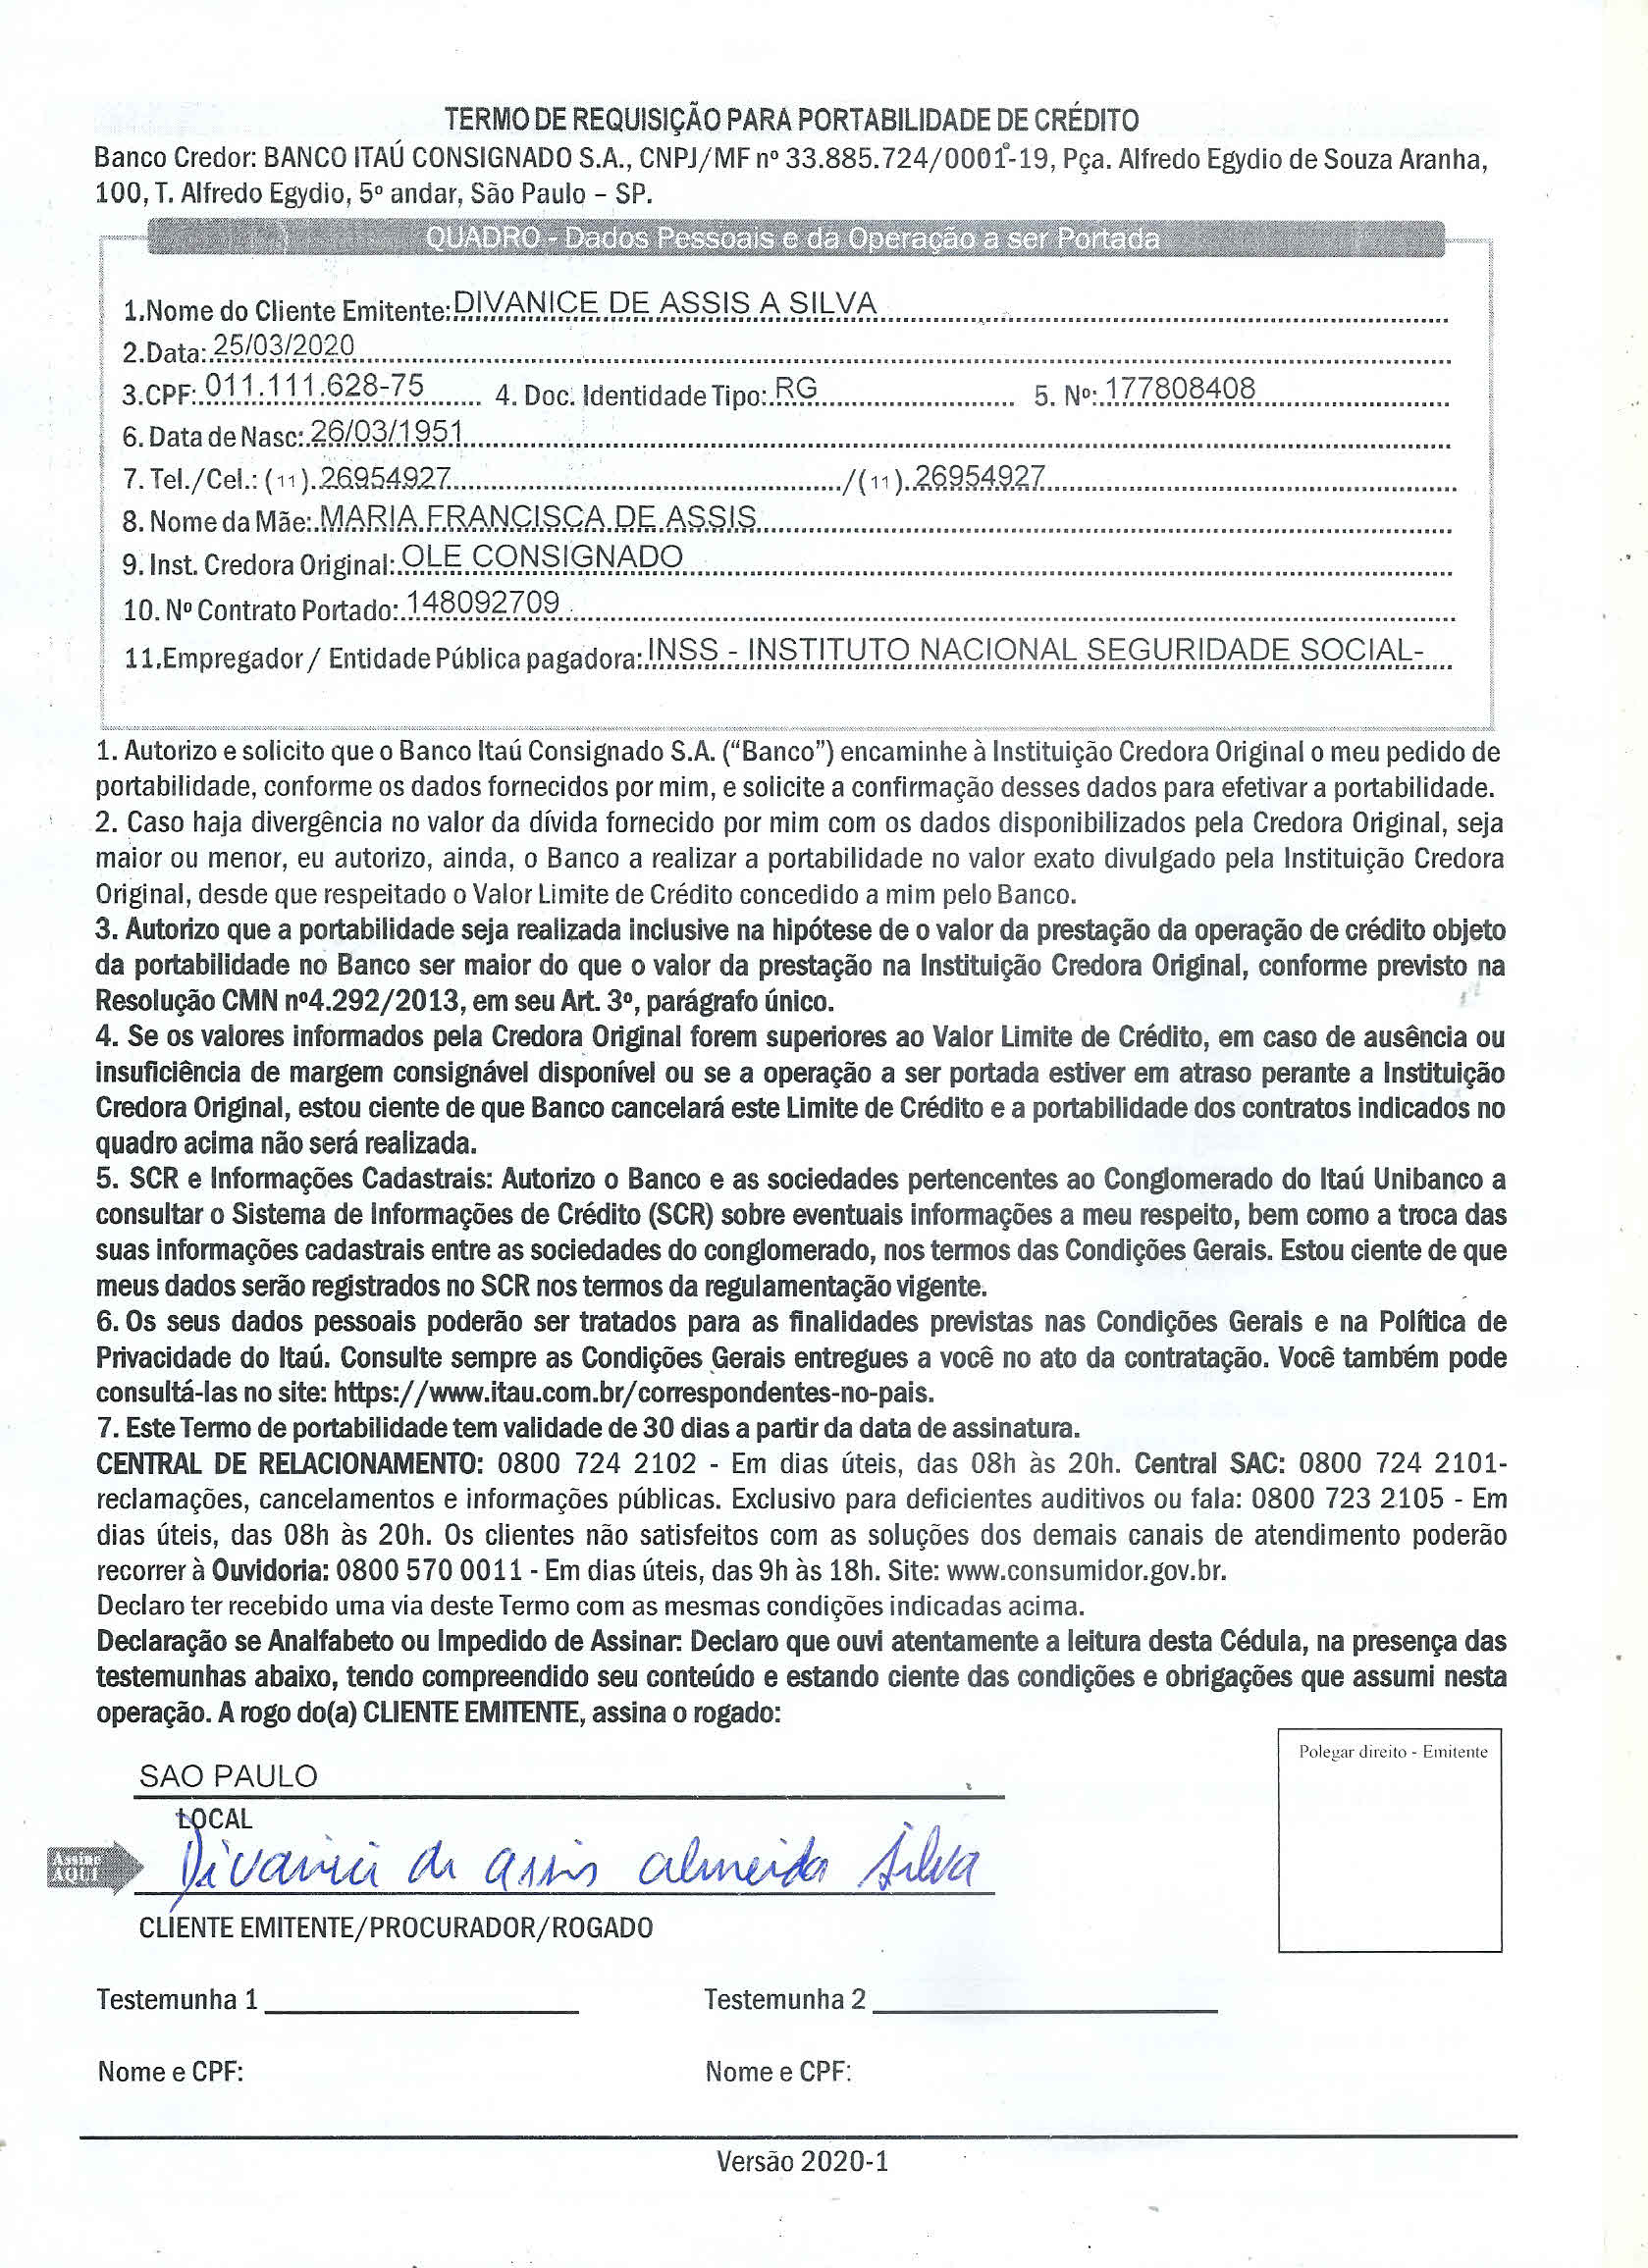 TERMO DE REQUISIÇÃO PARA PORTABILIDADE DE CRÉDITO
Banco Credor: BANCO ITAÚ CONSIGNADO S.A., CNPJ/MF nº 33.885.724/0001-19, Pça. Alfredo Egydio de Souza Aranha,
100, T. Alfredo Egydio, 5º andar, São Paulo – SP.
QUADRO - Dados Pessoais e da Operação a ser Portada
1.Nome do Cliente Emitente: DIVANICE DE ASSIS A SILVA
2.Data: 25/03/2020
3.CPF: 011.111.628-75 4. Doc. Identidade Tipo: RG 5. Nº: 177808408
6. Data de Nasc: 26/03/1951
7. Tel./Cel.: (11) 26954927 /(11) 26954927
8. Nome da Mãe: MARIA FRANCISCA DE ASSIS
9. Inst. Credora Original: OLE CONSIGNADO
10. Nº Contrato Portado: 148092709
11.Empregador / Entidade Pública pagadora: INSS - INSTITUTO NACIONAL SEGURIDADE SOCIAL-
1. Autorizo e solicito que o Banco Itaú Consignado S.A. (“Banco”) encaminhe à Instituição Credora Original o meu pedido de
portabilidade, conforme os dados fornecidos por mim, e solicite a confirmação desses dados para efetivar a portabilidade.
2. Caso haja divergência no valor da dívida fornecido por mim com os dados disponibilizados pela Credora Original, seja
maior ou menor, eu autorizo, ainda, o Banco a realizar a portabilidade no valor exato divulgado pela Instituição Credora
Original, desde que respeitado o Valor Limite de Crédito concedido a mim pelo Banco.
3. Autorizo que a portabilidade seja realizada inclusive na hipótese de o valor da prestação da operação de crédito objeto
da portabilidade no Banco ser maior do que o valor da prestação na Instituição Credora Original, conforme previsto na
Resolução CMN nº4.292/2013, em seu Art. 3º, parágrafo único.
4. Se os valores informados pela Credora Original forem superiores ao Valor Limite de Crédito, em caso de ausência ou
insuficiência de margem consignável disponível ou se a operação a ser portada estiver em atraso perante a Instituição
Credora Original, estou ciente de que Banco cancelará este Limite de Crédito e a portabilidade dos contratos indicados no
quadro acima não será realizada.
5. SCR e Informações Cadastrais: Autorizo o Banco e as sociedades pertencentes ao Conglomerado do Itaú Unibanco a
consultar o Sistema de Informações de Crédito (SCR) sobre eventuais informações a meu respeito, bem como a troca das
suas informações cadastrais entre as sociedades do conglomerado, nos termos das Condições Gerais. Estou ciente de que
meus dados serão registrados no SCR nos termos da regulamentação vigente.
6. Os seus dados pessoais poderão ser tratados para as finalidades previstas nas Condições Gerais e na Política de
Privacidade do Itaú. Consulte sempre as Condições Gerais entregues a você no ato da contratação. Você também pode
consultá-las no site: https://www.itau.com.br/correspondentes-no-pais.
7. Este Termo de portabilidade tem validade de 30 dias a partir da data de assinatura.
CENTRAL DE RELACIONAMENTO: 0800 724 2102 - Em dias úteis, das 08h às 20h. Central SAC: 0800 724 2101-
reclamações, cancelamentos e informações públicas. Exclusivo para deficientes auditivos ou fala: 0800 723 2105 - Em
dias úteis, das 08h às 20h. Os clientes não satisfeitos com as soluções dos demais canais de atendimento poderão
recorrer à Ouvidoria: 0800 570 0011 - Em dias úteis, das 9h às 18h. Site: www.consumidor.gov.br.
Declaro ter recebido uma via deste Termo com as mesmas condições indicadas acima.
Declaração se Analfabeto ou Impedido de Assinar: Declaro que ouvi atentamente a leitura desta Cédula, na presença das
testemunhas abaixo, tendo compreendido seu conteúdo e estando ciente das condições e obrigações que assumi nesta
operação. A rogo do(a) CLIENTE EMITENTE, assina o rogado:
Polegar direito - Emitente
SAO PAULO
LOCAL
Assine
AQUI
Divanici de assis almeida Silva
CLIENTE EMITENTE/PROCURADOR/ROGADO
Testemunha 1 Testemunha 2
Nome e CPF: Nome e CPF:
Versão 2020-1